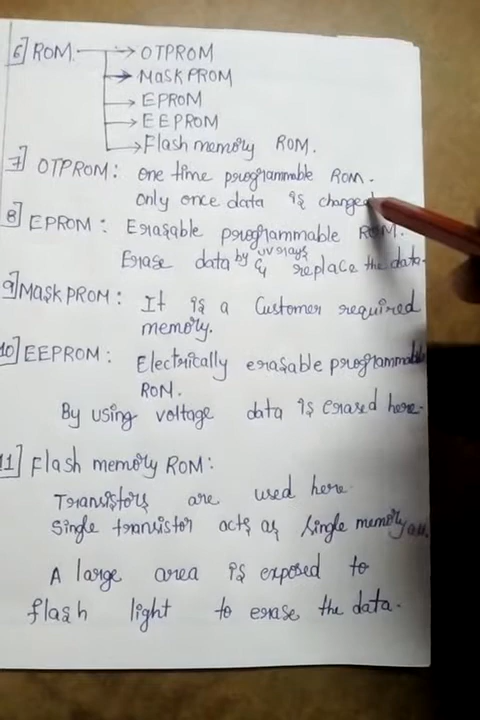 6] ROM → OTPROM
→ MaskPROM
→ EPROM
→ EEPROM
→ Flash memory ROM.
7] OTPROM: One time programmable ROM.
Only once data is changed
8] EPROM: Erasable programmable ROM.
Erase data by uv rays & replace the data.
9] MaskPROM: It is a Customer required
memory.
10] EEPROM: Electrically erasable programmable
ROM.
By using voltage data is erased here.
11] Flash memory ROM:
Transistors are used here.
Single transistor acts as single memory
A large area is exposed to
flash light to erase the data.